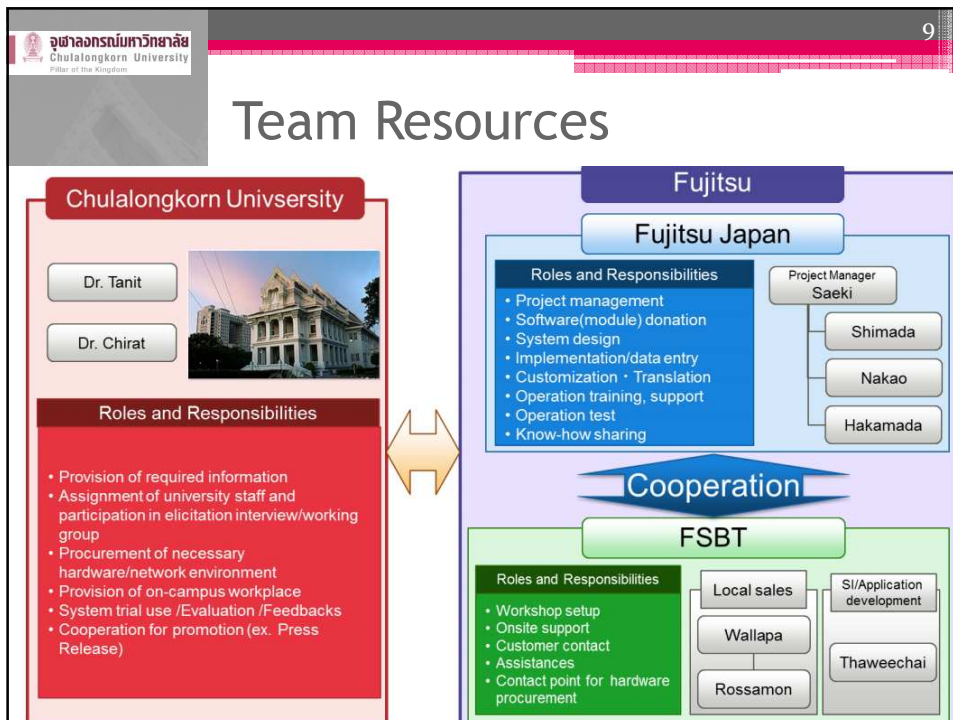 9
จุฬาลงกรณ์มหาวิทยาลัย
Chulalongkorn University
Pillar of the Kingdom
Team Resources
Chulalongkorn Univsersity
Dr. Tanit
Dr. Chirat
Roles and Responsibilities
• Provision of required information
• Assignment of university staff and
participation in elicitation interview/working
group
• Procurement of necessary
hardware/network environment
• Provision of on-campus workplace
• System trial use /Evaluation /Feedbacks
• Cooperation for promotion (ex. Press
Release)
Fujitsu
Fujitsu Japan
Roles and Responsibilities
• Project management
• Software(module) donation
• System design
• Implementation/data entry
• Customization・Translation
• Operation training, support
• Operation test
• Know-how sharing
Project Manager
Saeki
Shimada
Nakao
Hakamada
Cooperation
FSBT
Roles and Responsibilities
• Workshop setup
• Onsite support
• Customer contact
• Assistances
• Contact point for hardware
procurement
Local sales
Wallapa
Rossamon
SI/Application
development
Thaweechai